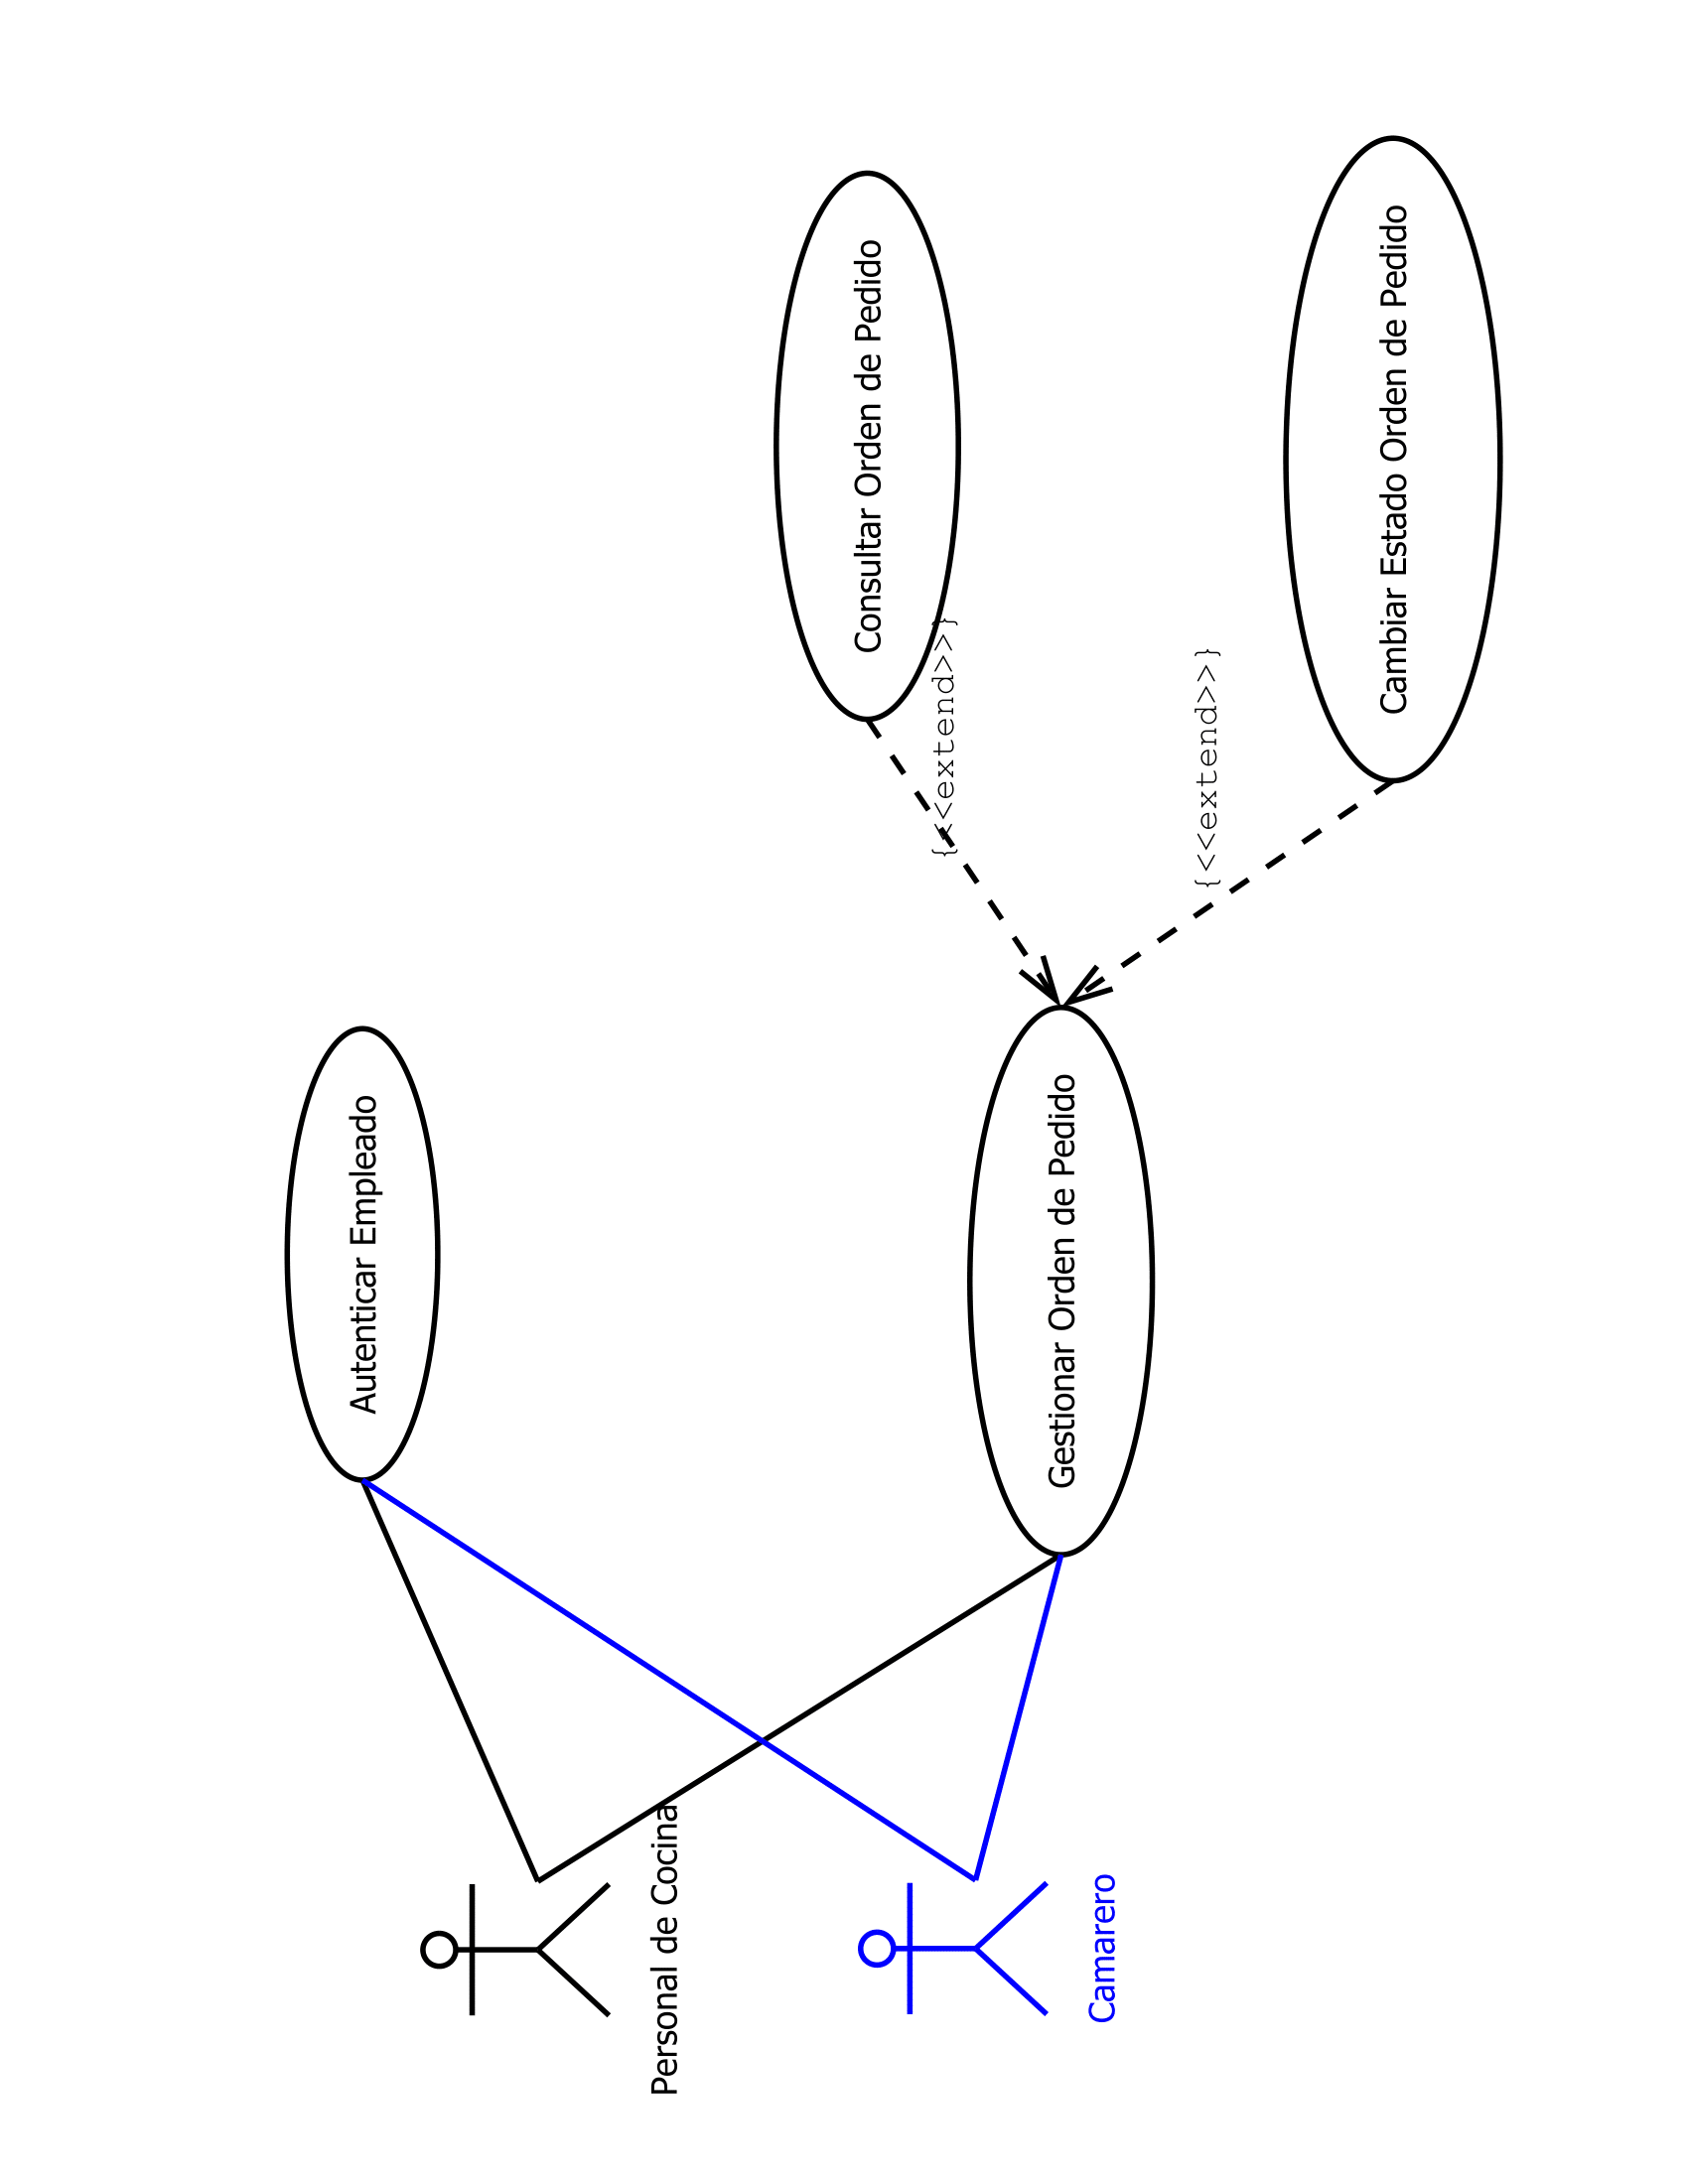 Autenticar Empleado
Personal de Cocina
Consultar Orden de Pedido
{<<extend>>}
Gestionar Orden de Pedido
Camarero
{<<extend>>}
Cambiar Estado Orden de Pedido